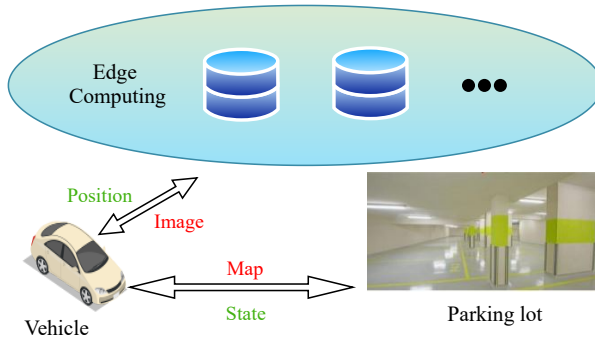 Edge
Computing
Position
Image
Map
State
Vehicle
Parking lot